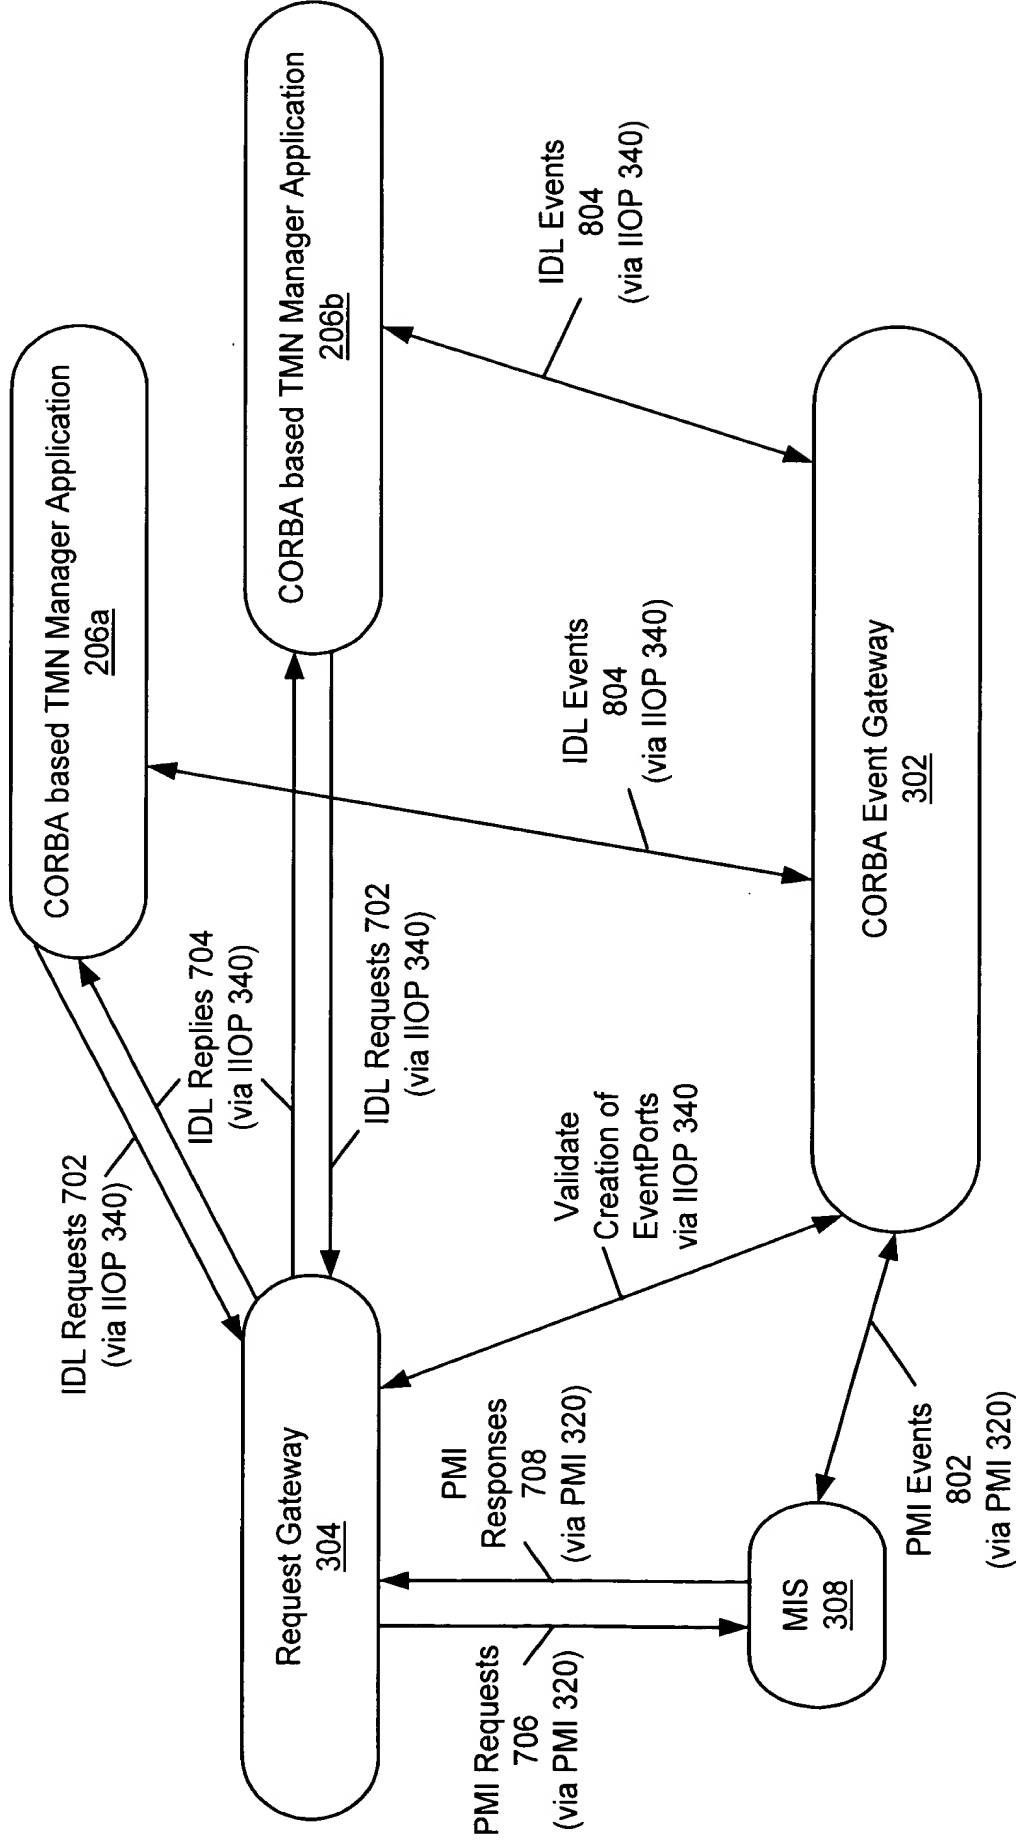 CORBA based TMN Manager Application
206a
CORBA based TMN Manager Application
206b
IDL Requests 702
(via IIOP 340)
IDL Replies 704
(via IIOP 340)
IDL Requests 702
(via IIOP 340)
IDL Events
804
(via IIOP 340)
IDL Events
804
(via IIOP 340)
Request Gateway
304
Validate
Creation of
EventPorts
via IIOP 340
PMI Requests
706
(via PMI 320)
PMI
Responses
708
(via PMI 320)
CORBA Event Gateway
302
MIS
308
PMI Events
802
(via PMI 320)